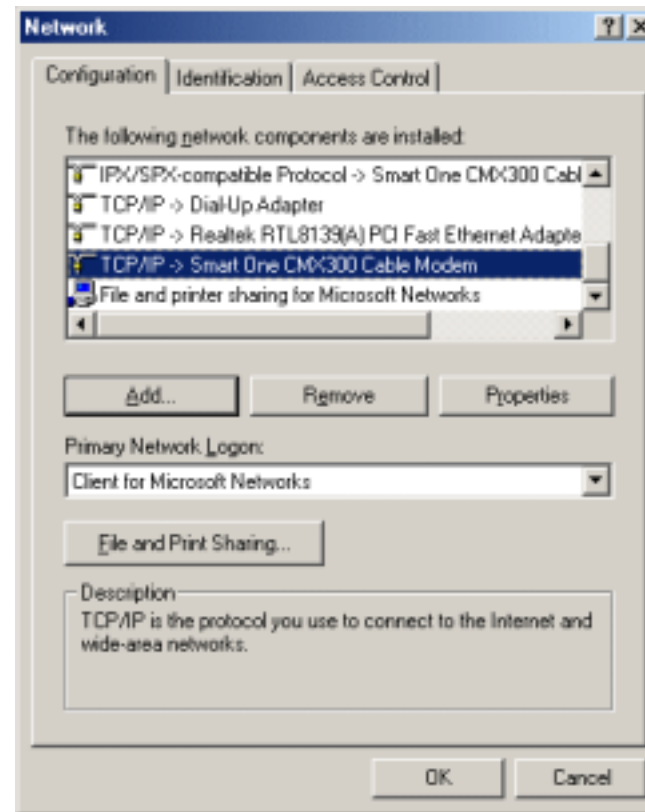 Network
Configuration Identification Access Control
The following network components are installed:
IPX/SPX-compatible Protocol -> Smart One CMX300 Cabl
TCP/IP -> Dial-Up Adapter
TCP/IP -> Realtek RTL8139(A) PCI Fast Ethernet Adapte
TCP/IP -> Smart One CMX300 Cable Modem
File and printer sharing for Microsoft Networks
Add... Remove Properties
Primary Network Logon:
Client for Microsoft Networks
File and Print Sharing...
Description
TCP/IP is the protocol you use to connect to the Internet and
wide-area networks.
OK Cancel